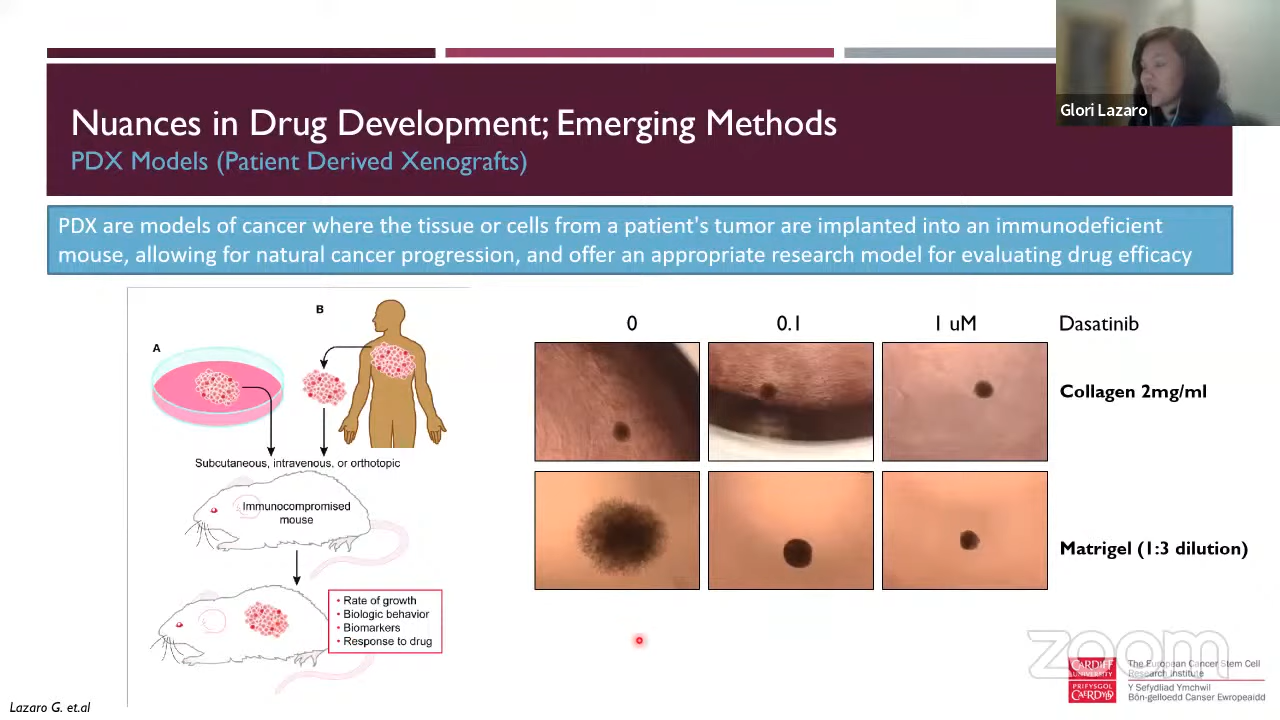 Glori Lazaro
Nuances in Drug Development; Emerging Methods
PDX Models (Patient Derived Xenografts)
PDX are models of cancer where the tissue or cells from a patient's tumor are implanted into an immunodeficient
mouse, allowing for natural cancer progression, and offer an appropriate research model for evaluating drug efficacy
B
A
Subcutaneous, intravenous, or orthotopic
Immunocompromised
mouse
• Rate of growth
• Biologic behavior
• Biomarkers
• Response to drug
0 0.1 1 uM Dasatinib
Collagen 2mg/ml
Matrigel (1:3 dilution)
zoom
CARDIFF
UNIVERSITY
PRIFYSGOL
CAERDYDD
The European Cancer Stem Cell
Research Institute
Y Sefydliad Ymchwil
Bôn-gelloedd Canser Ewropeaidd
Lazaro G. et.al